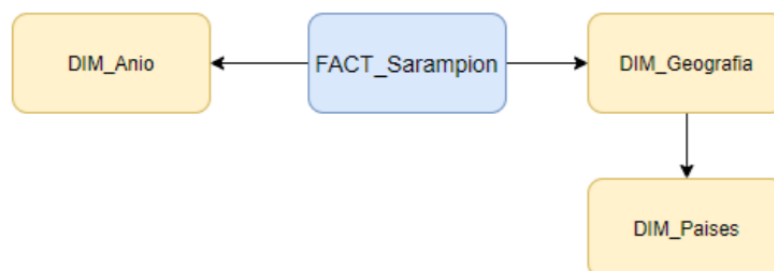 DIM_Anio
FACT_Sarampion
DIM_Geografia
DIM_Paises